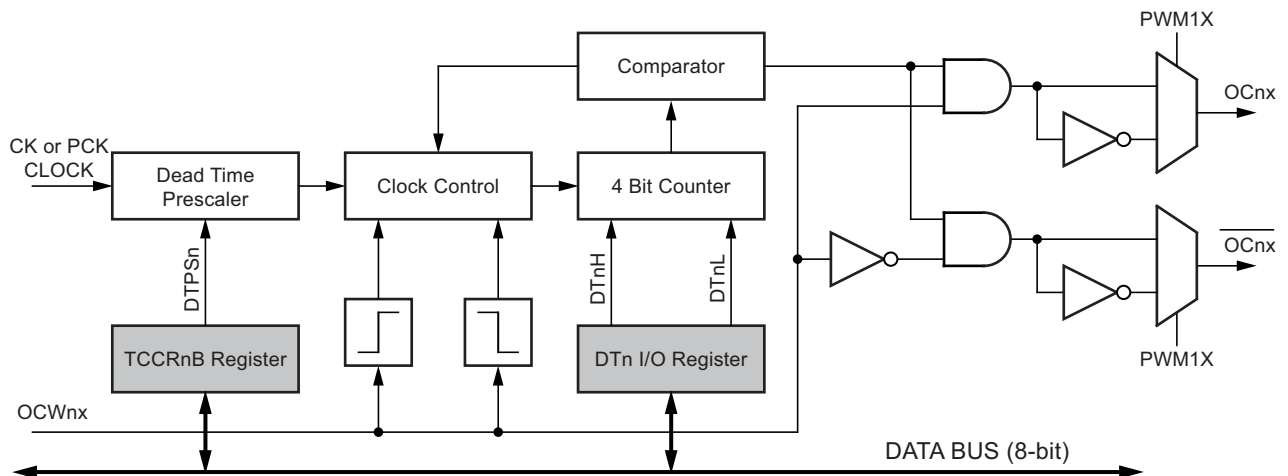 PWM1X
Comparator
OCnx
CK or PCK
CLOCK
Dead Time
Prescaler
Clock Control
4 Bit Counter
OCnx
DTPSn
DTnH
DTnL
TCCRnB Register
DTn I/O Register
PWM1X
OCWnx
DATA BUS (8-bit)